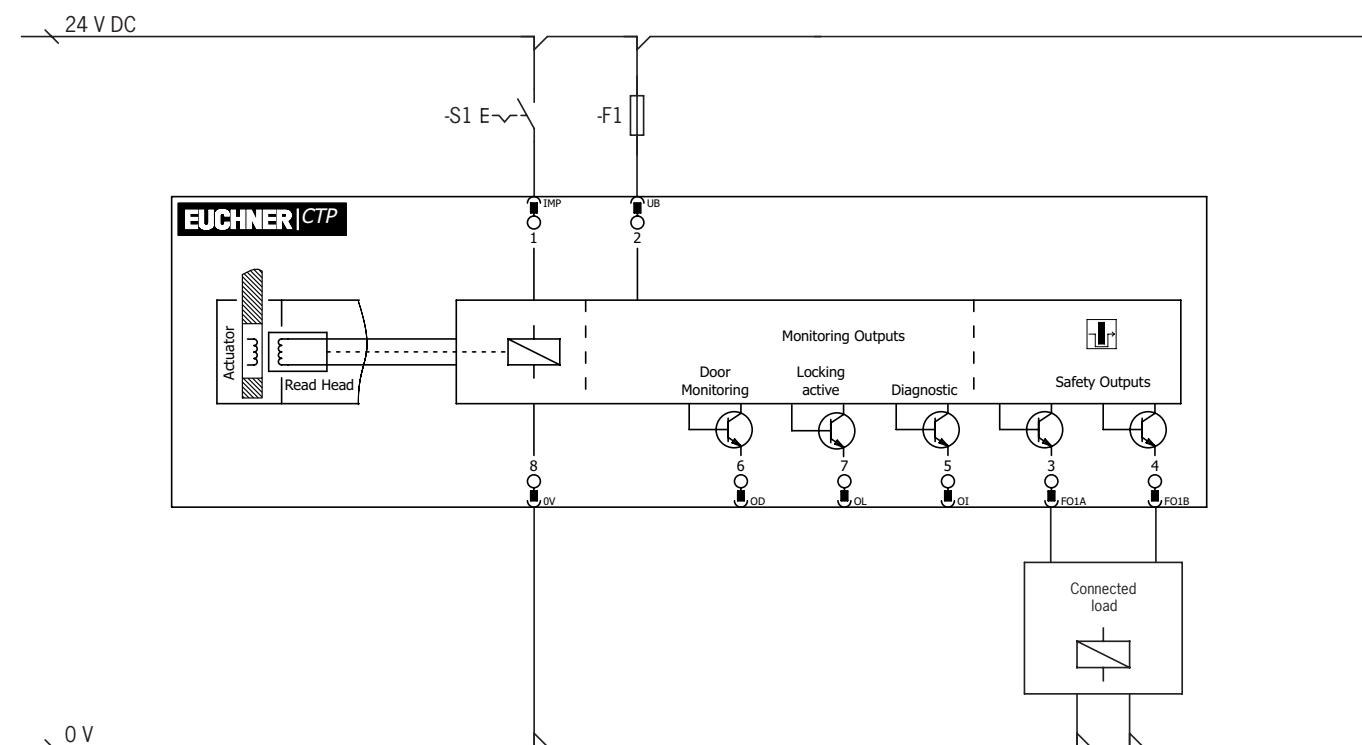 24 V DC
-S1 E
-F1
IMP
UB
EUCHNER CTP
1
2
Actuator
Read Head
Monitoring Outputs
Door
Monitoring
Locking
active
Diagnostic
Safety Outputs
8
6
7
5
3
4
0V
OD
OL
OI
FO1A
FO1B
Connected
load
0 V